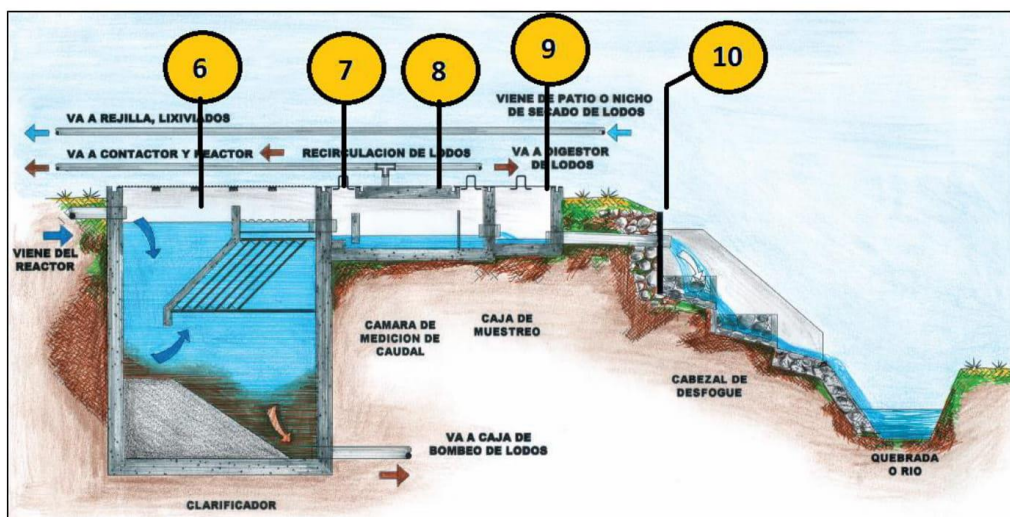 6
7
8
9
10
VIENE DE PATIO O NICHO
DE SECADO DE LODOS
VA A REJILLA, LIXIVIADOS
VA A CONTACTOR Y REACTOR
RECIRCULACION DE LODOS
VA A DIGESTOR
DE LODOS
VIENE DEL
REACTOR
CAMARA DE
MEDICION DE
CAUDAL
CAJA DE
MUESTREO
CABEZAL DE
DESFOGUE
VA A CAJA DE
BOMBEO DE LODOS
QUEBRADA
O RIO
CLARIFICADOR